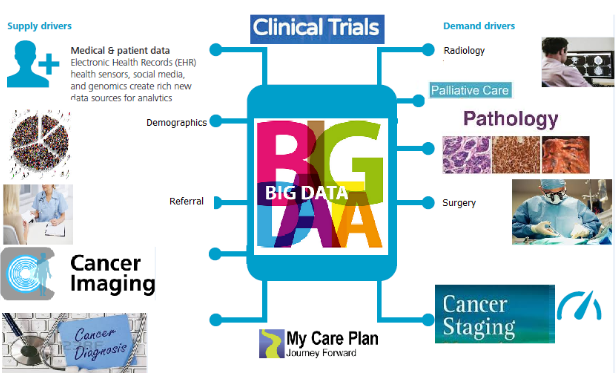 Supply drivers
Clinical Trials
Demand drivers
Medical & patient data
Electronic Health Records (EHR)
health sensors, social media,
and genomics create rich new
data sources for analytics
Radiology
Palliative Care
Demographics
Pathology
BIG
BIG DATA
DATA
Referral
Surgery
Cancer
Imaging
Cancer
Staging
Cancer
Diagnosis
My Care Plan
Journey Forward